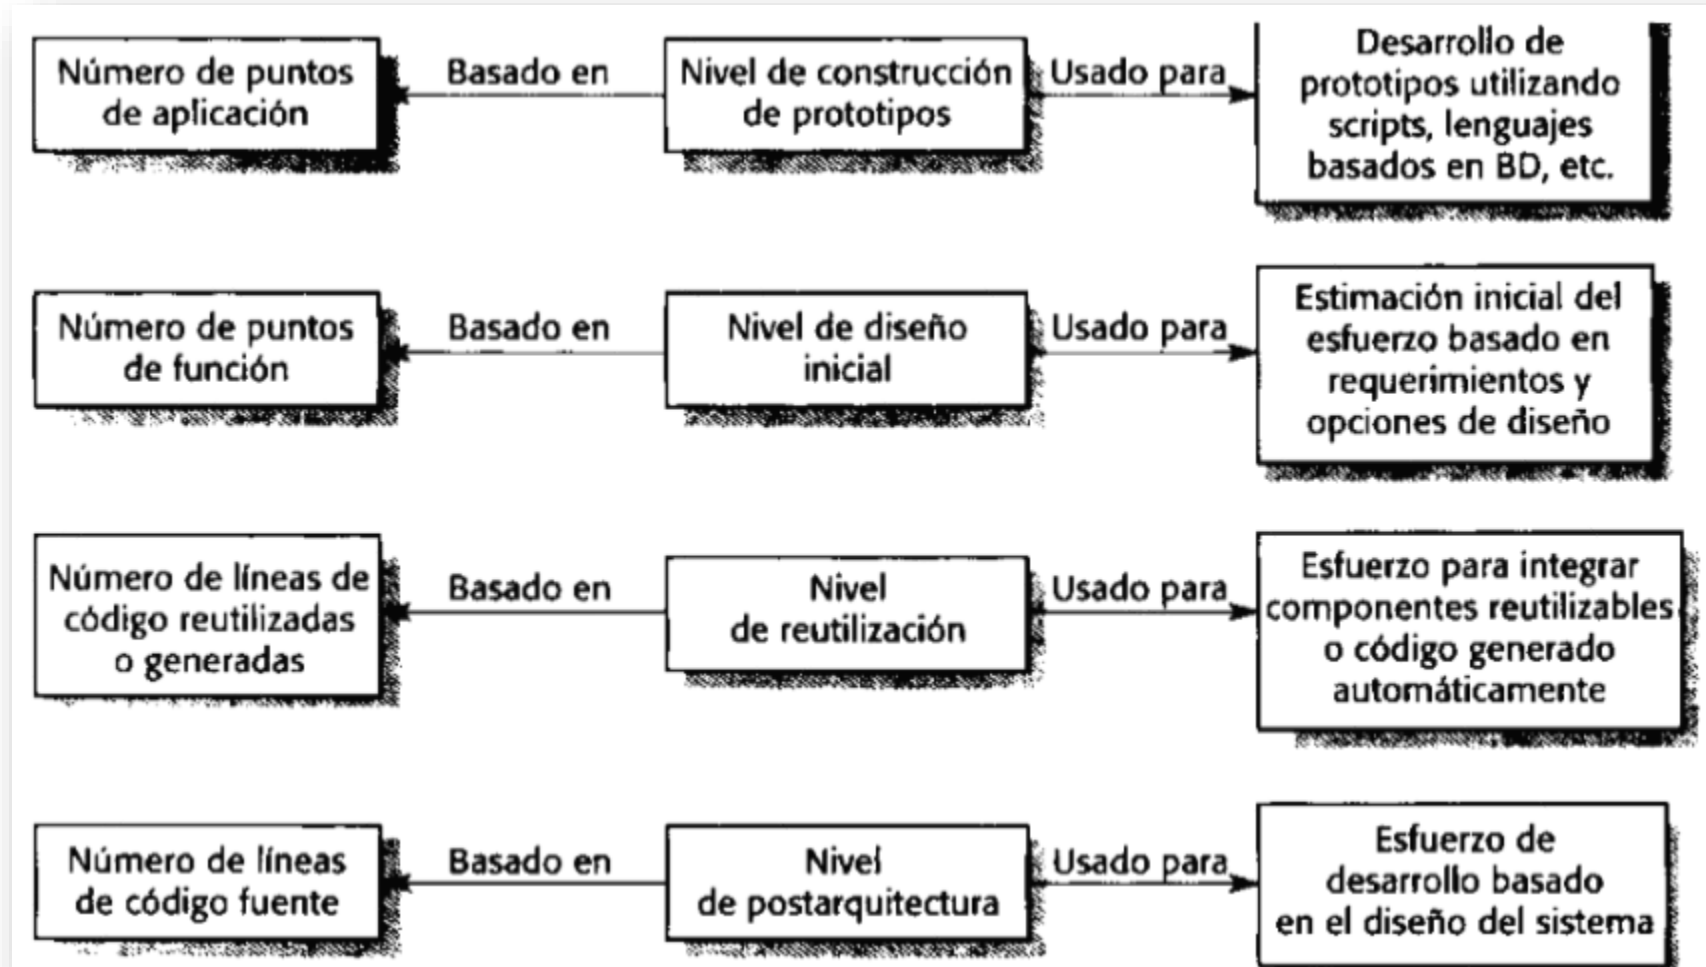 Número de puntos
de aplicación
Basado en
Nivel de construcción
de prototipos
Usado para
Desarrollo de
prototipos utilizando
scripts, lenguajes
basados en BD, etc.
Número de puntos
de función
Basado en
Nivel de diseño
inicial
Usado para
Estimación inicial del
esfuerzo basado en
requerimientos y
opciones de diseño
Número de líneas de
código reutilizadas
o generadas
Basado en
Nivel
de reutilización
Usado para
Esfuerzo para integrar
componentes reutilizables
o código generado
automáticamente
Número de líneas
de código fuente
Basado en
Nivel
de postarquitectura
Usado para
Esfuerzo de
desarrollo basado
en el diseño del sistema